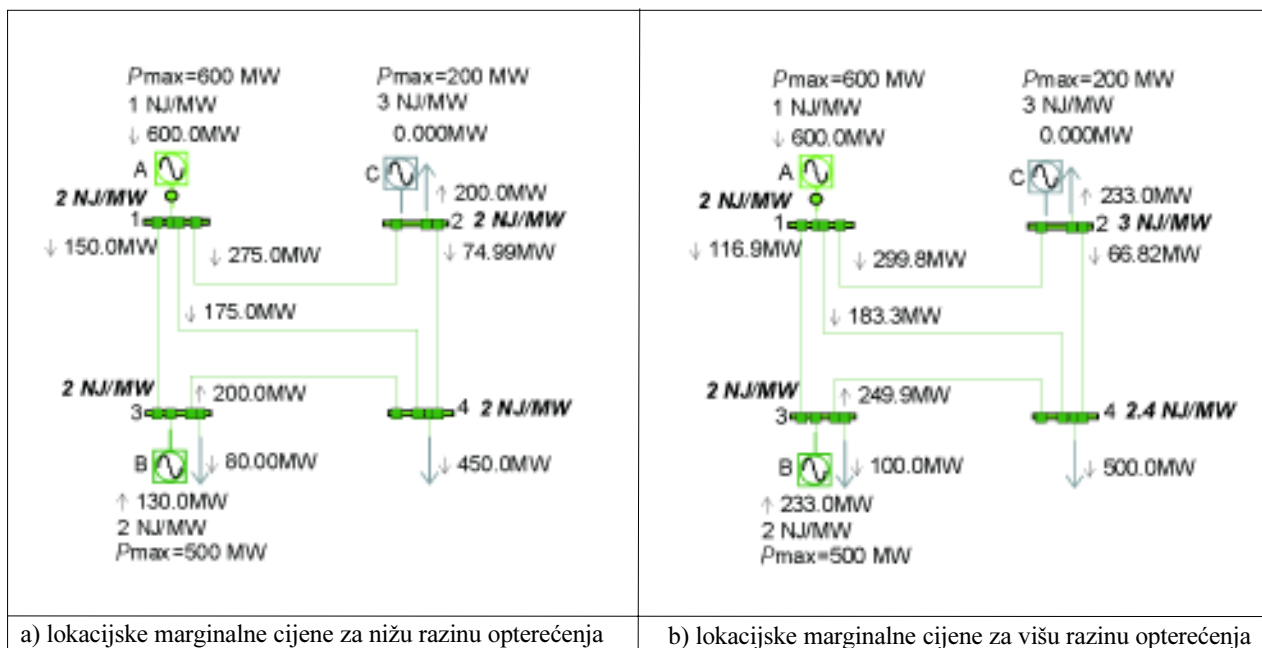 Pmax=600 MW
1 NJ/MW
↓ 600.0MW
A
2 NJ/MW
1
↓ 150.0MW
↓ 275.0MW
↓ 175.0MW
Pmax=200 MW
3 NJ/MW
0.000MW
C
↑ 200.0MW
2 2 NJ/MW
↓ 74.99MW
2 NJ/MW
3
↑ 200.0MW
B
↓ 80.00MW
↑ 130.0MW
2 NJ/MW
Pmax=500 MW
4 2 NJ/MW
↓ 450.0MW
a) lokacijske marginalne cijene za nižu razinu opterećenja
Pmax=600 MW
1 NJ/MW
↓ 600.0MW
A
2 NJ/MW
1
↓ 116.9MW
↓ 299.8MW
↓ 183.3MW
Pmax=200 MW
3 NJ/MW
0.000MW
C
↑ 233.0MW
2 3 NJ/MW
↓ 66.82MW
2 NJ/MW
3
↑ 249.9MW
B
↓ 100.0MW
↑ 233.0MW
2 NJ/MW
Pmax=500 MW
4 2.4 NJ/MW
↓ 500.0MW
b) lokacijske marginalne cijene za višu razinu opterećenja